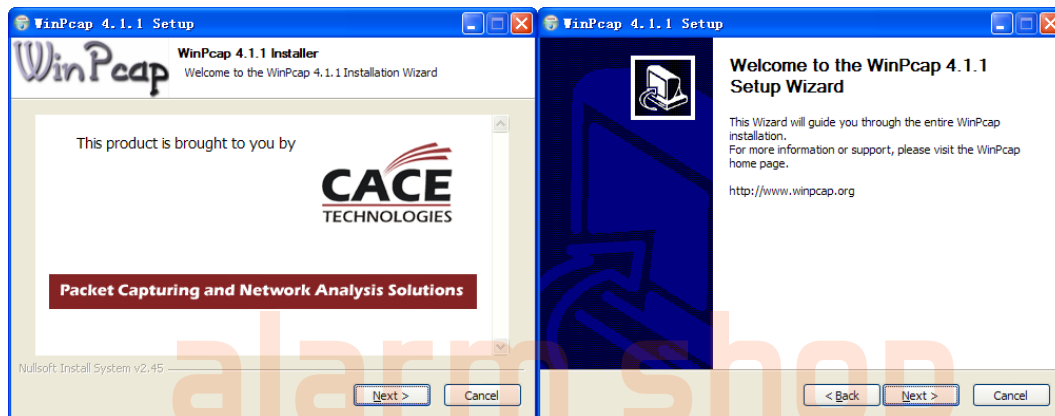 WinPcap 4.1.1 Setup
WinPcap
WinPcap 4.1.1 Installer
Welcome to the WinPcap 4.1.1 Installation Wizard
This product is brought to you by
CACE
TECHNOLOGIES
Packet Capturing and Network Analysis Solutions
Nullsoft Install System v2.45
Next >
Cancel
WinPcap 4.1.1 Setup
Welcome to the WinPcap 4.1.1
Setup Wizard
This Wizard will guide you through the entire WinPcap
installation.
For more information or support, please visit the WinPcap
home page.
http://www.winpcap.org
< Back
Next >
Cancel
alarm shop